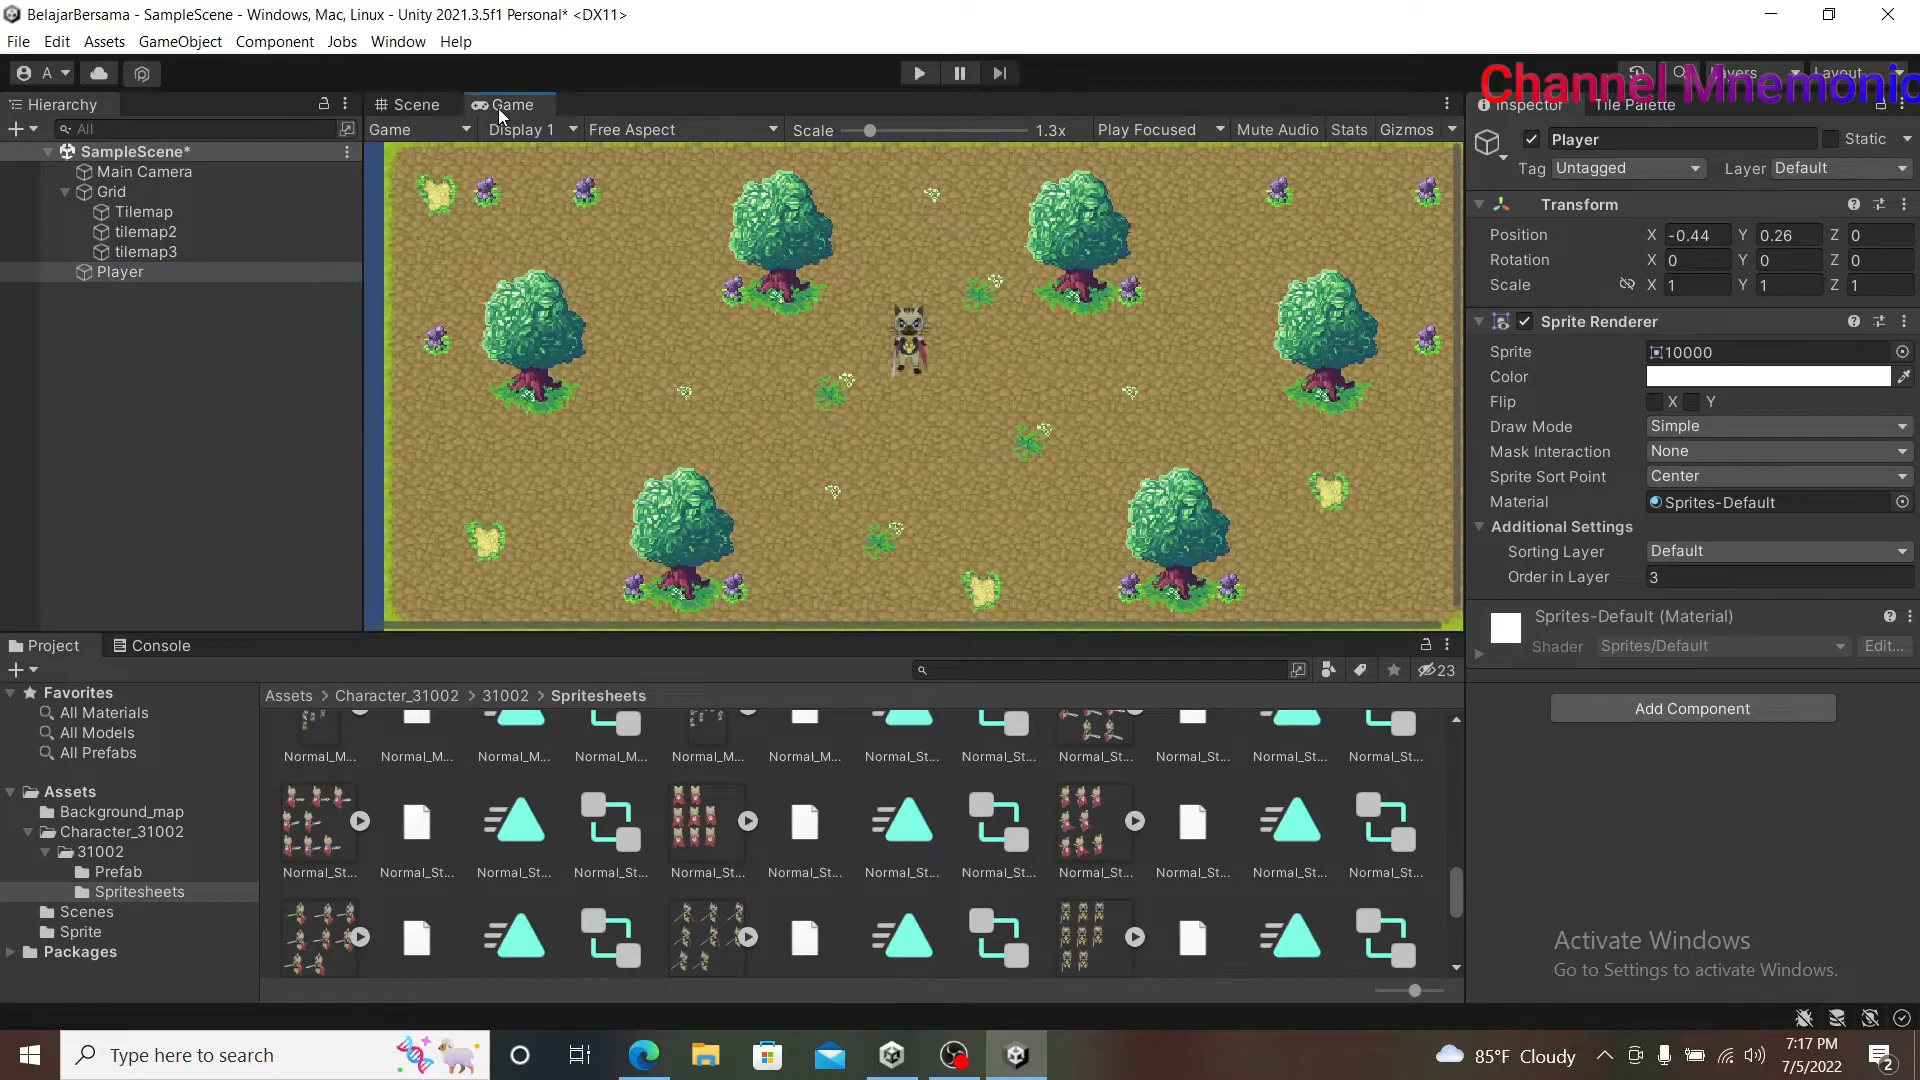 BelajarBersama - SampleScene - Windows, Mac, Linux - Unity 2021.3.5f1 Personal* <DX11>
File Edit Assets GameObject Component Jobs Window Help
A
Layers Layout
Channel Mnemonic
Hierarchy
Scene Game
Inspector Tile Palette
All
Game Display 1 Free Aspect Scale 1.3x Play Focused Mute Audio Stats Gizmos
SampleScene*
Main Camera
Grid
Tilemap
tilemap2
tilemap3
Player
Player Static
Tag Untagged Layer Default
Transform
Position X -0.44 Y 0.26 Z 0
Rotation X 0 Y 0 Z 0
Scale X 1 Y 1 Z 1
Sprite Renderer
Sprite 10000
Color
Flip X Y
Draw Mode Simple
Mask Interaction None
Sprite Sort Point Center
Material Sprites-Default
Additional Settings
Sorting Layer Default
Order in Layer 3
Sprites-Default (Material)
Shader Sprites/Default Edit...
Add Component
Project Console
23
Favorites
All Materials
All Models
All Prefabs
Assets
Background_map
Character_31002
31002
Prefab
Spritesheets
Scenes
Sprite
Packages
Assets > Character_31002 > 31002 > Spritesheets
Normal_M... Normal_M... Normal_M... Normal_M... Normal_M... Normal_M... Normal_St... Normal_St... Normal_St... Normal_St... Normal_St... Normal_St...
Normal_St... Normal_St... Normal_St... Normal_St... Normal_St... Normal_St... Normal_St... Normal_St... Normal_St... Normal_St... Normal_St... Normal_St...
Activate Windows
Go to Settings to activate Windows.
Type here to search
85°F Cloudy
7:17 PM
7/5/2022
2